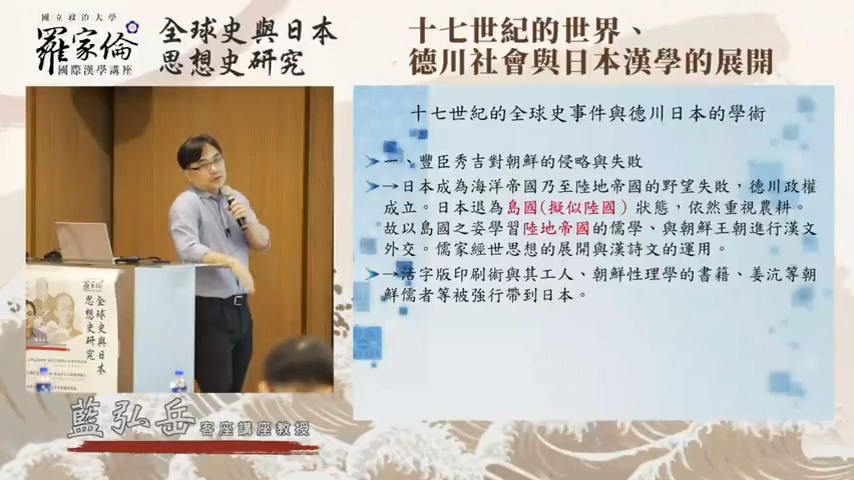 國立政治大學
羅家倫
國際漢學講座
全球史與日本
思想史研究
十七世紀的世界、
德川社會與日本漢學的展開
十七世紀的全球史事件與德川日本的學術
一、豐臣秀吉對朝鮮的侵略與失敗
→日本成為海洋帝國乃至陸地帝國的野望失敗，德川政權
成立。日本退為島國(擬似陸國）狀態，依然重視農耕。
故以島國之姿學習陸地帝國的儒學、與朝鮮王朝進行漢文
外交。儒家經世思想的展開與漢詩文的運用。
→活字版印刷術與其工人、朝鮮性理學的書籍、姜沆等朝
鮮儒者等被強行帶到日本。
羅家倫
全球史與日本
思想史研究
藍弘岳 客座講座教授